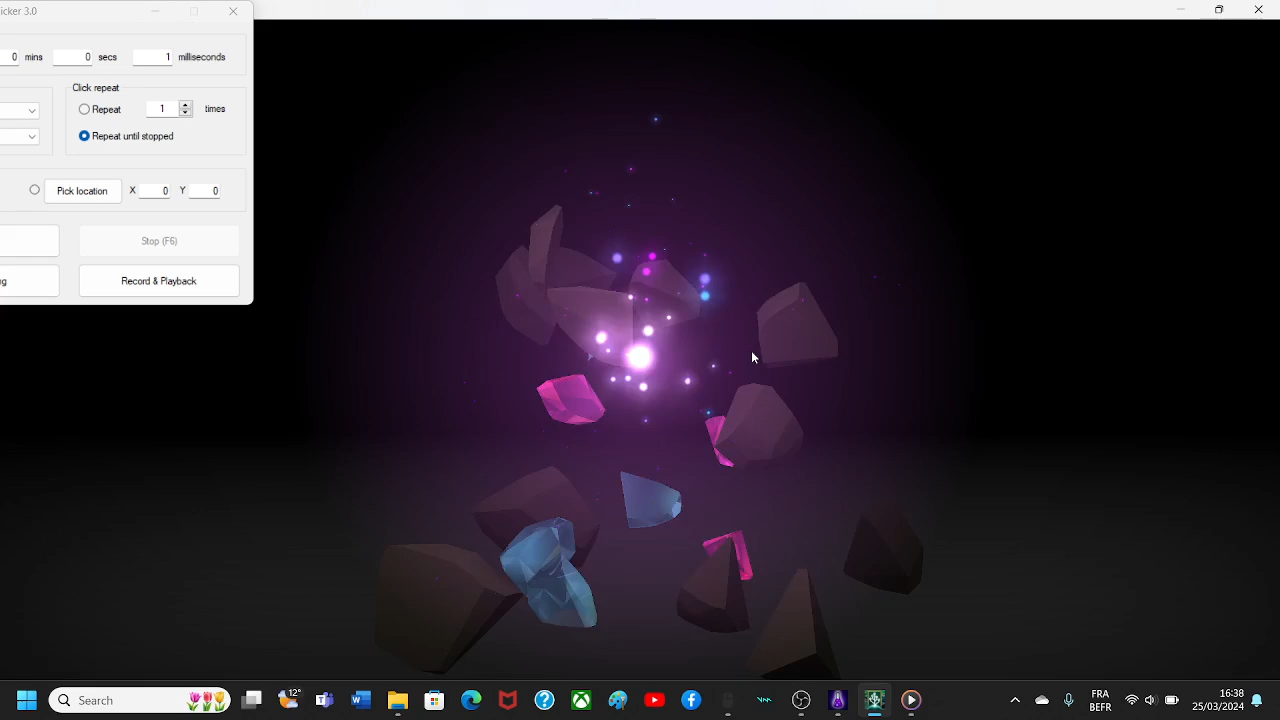 icker 3.0
0 mins 0 secs 1 milliseconds
Click repeat
Repeat 1 times
Repeat until stopped
Pick location X 0 Y 0
Stop (F6)
ng Record & Playback
Search
12°
FRA
BEFR
16:38
25/03/2024